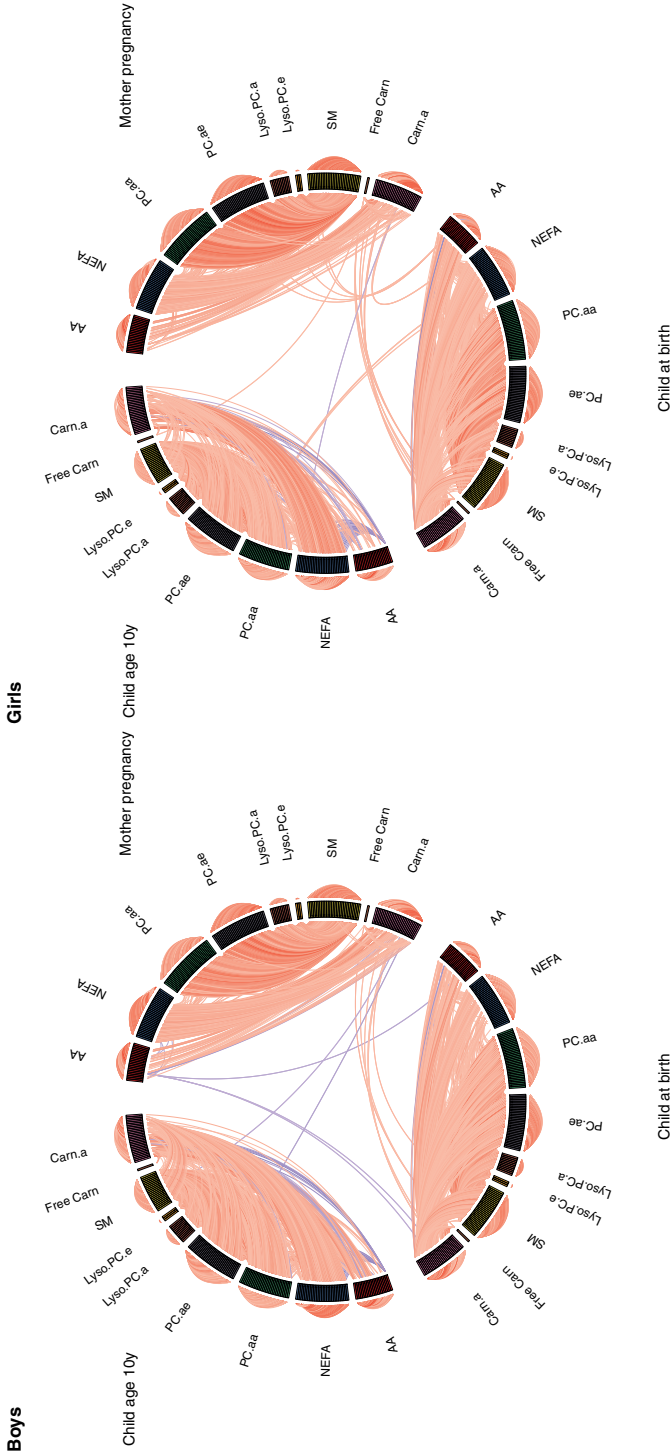 Girls
Mother pregnancy
AA
NEFA
PC.aa
PC.ae
Lyso.PC.a
Lyso.PC.e
SM
Free Carn
Carn.a
Child at birth
AA
NEFA
PC.aa
PC.ae
Lyso.PC.a
Lyso.PC.e
SM
Free Carn
Carn.a
Child age 10y
AA
NEFA
PC.aa
PC.ae
Lyso.PC.a
Lyso.PC.e
SM
Free Carn
Carn.a
Boys
Mother pregnancy
AA
NEFA
PC.aa
PC.ae
Lyso.PC.a
Lyso.PC.e
SM
Free Carn
Carn.a
Child at birth
AA
NEFA
PC.aa
PC.ae
Lyso.PC.a
Lyso.PC.e
SM
Free Carn
Carn.a
Child age 10y
AA
NEFA
PC.aa
PC.ae
Lyso.PC.a
Lyso.PC.e
SM
Free Carn
Carn.a